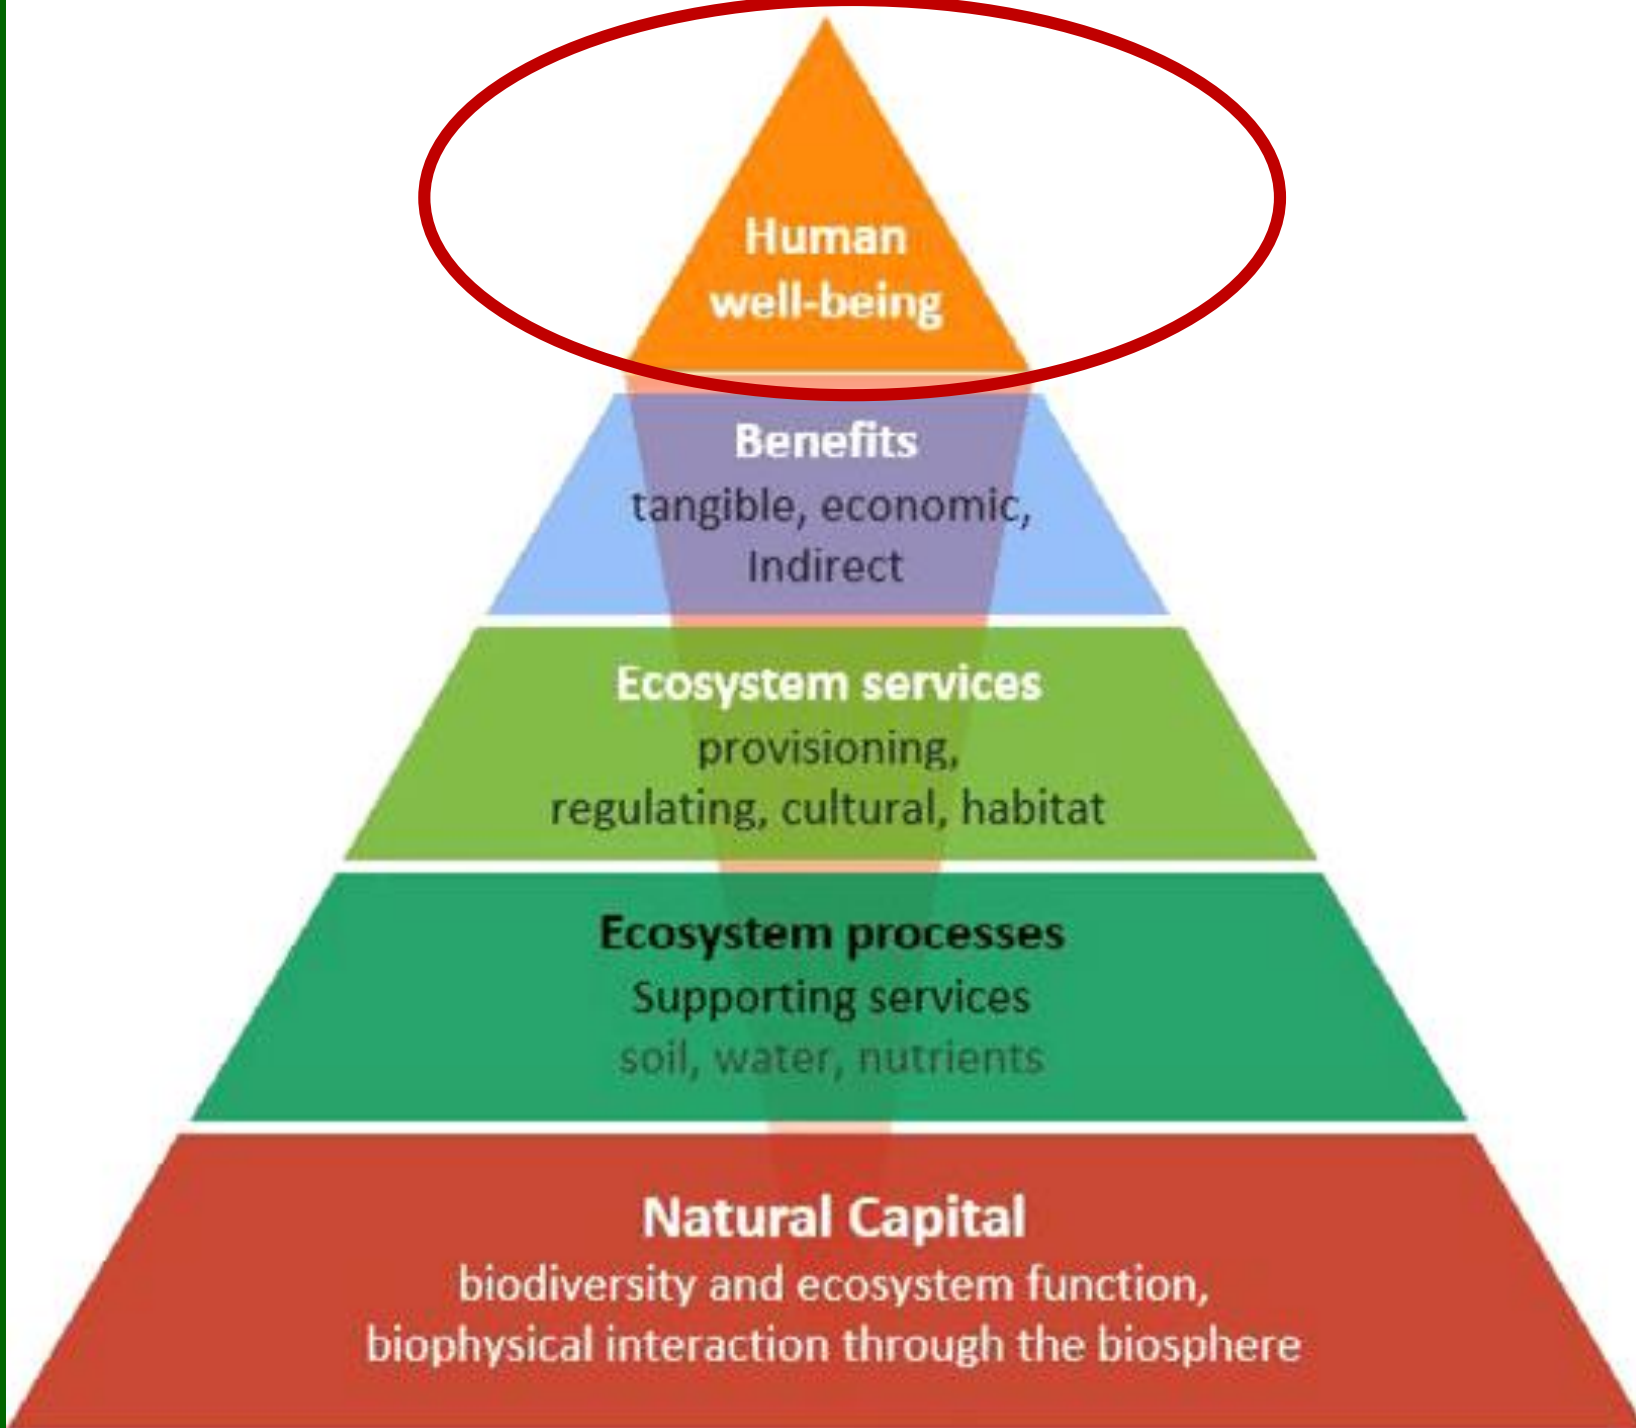 Human
well-being
Benefits
tangible, economic,
Indirect
Ecosystem services
provisioning,
regulating, cultural, habitat
Ecosystem processes
Supporting services
soil, water, nutrients
Natural Capital
biodiversity and ecosystem function,
biophysical interaction through the biosphere